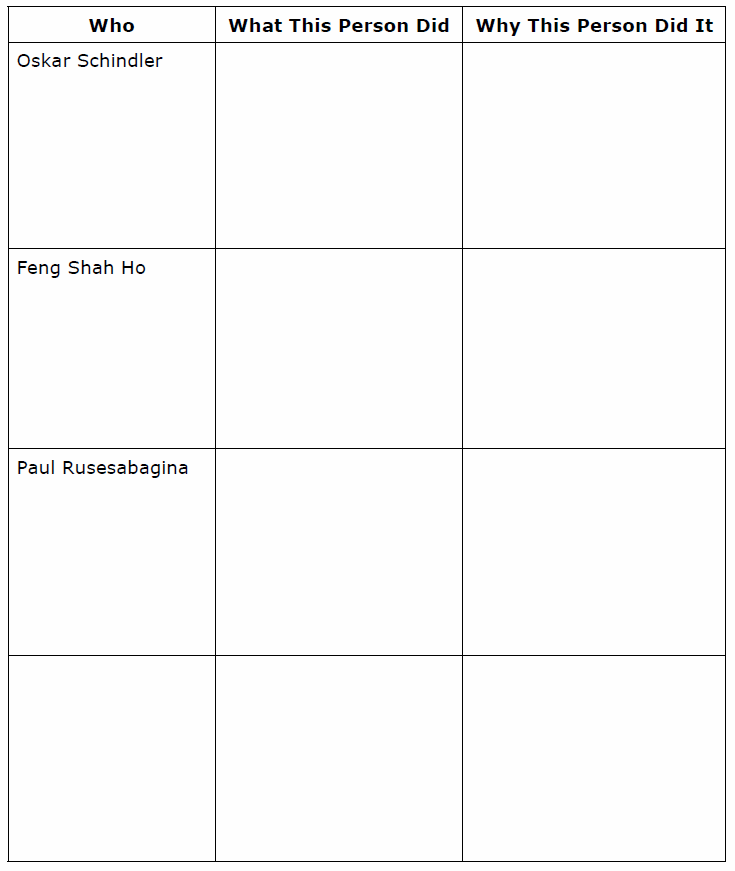 Who What This Person Did Why This Person Did It
Oskar Schindler
Feng Shah Ho
Paul Rusesabagina